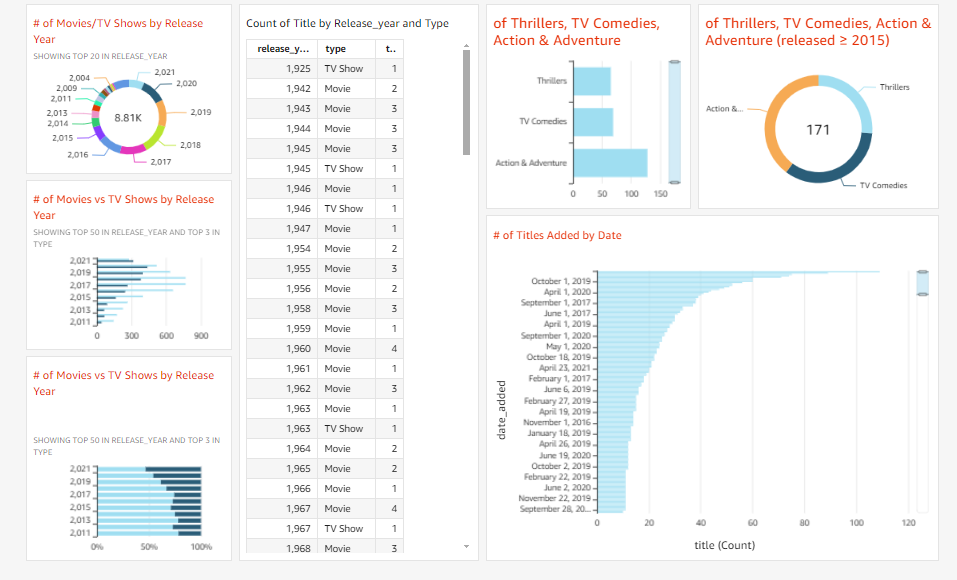 # of Movies/TV Shows by Release
Year
SHOWING TOP 20 IN RELEASE_YEAR
2,021
2,020
2,019
2,018
2,017
2,016
2,015
2,014
2,013
2,011
2,009
2,004
8.81K
# of Movies vs TV Shows by Release
Year
SHOWING TOP 50 IN RELEASE_YEAR AND TOP 3 IN
TYPE
2,021
2,019
2,017
2,015
2,013
2,011
0 300 600 900
# of Movies vs TV Shows by Release
Year
SHOWING TOP 50 IN RELEASE_YEAR AND TOP 3 IN
TYPE
2,021
2,019
2,017
2,015
2,013
2,011
0% 50% 100%
Count of Title by Release_year and Type
release_y... type t..
1,925 TV Show 1
1,942 Movie 2
1,943 Movie 3
1,944 Movie 3
1,945 Movie 3
1,945 TV Show 1
1,946 Movie 1
1,946 TV Show 1
1,947 Movie 1
1,954 Movie 2
1,955 Movie 3
1,956 Movie 2
1,958 Movie 3
1,959 Movie 1
1,960 Movie 4
1,961 Movie 1
1,962 Movie 3
1,963 Movie 1
1,963 TV Show 1
1,964 Movie 2
1,965 Movie 2
1,966 Movie 1
1,967 Movie 4
1,967 TV Show 1
1,968 Movie 3
of Thrillers, TV Comedies,
Action & Adventure
Thrillers
TV Comedies
Action & Adventure
0 50 100 150
of Thrillers, TV Comedies, Action &
Adventure (released ≥ 2015)
Thrillers
Action &...
171
TV Comedies
# of Titles Added by Date
date_added
October 1, 2019
April 1, 2020
September 1, 2017
June 1, 2017
April 1, 2019
September 1, 2020
May 1, 2020
October 18, 2019
April 23, 2021
February 1, 2017
June 6, 2019
February 27, 2019
April 19, 2019
November 1, 2016
January 18, 2019
April 26, 2019
June 19, 2020
October 2, 2019
February 22, 2019
June 2, 2020
November 22, 2019
September 28, 20...
0 20 40 60 80 100 120
title (Count)